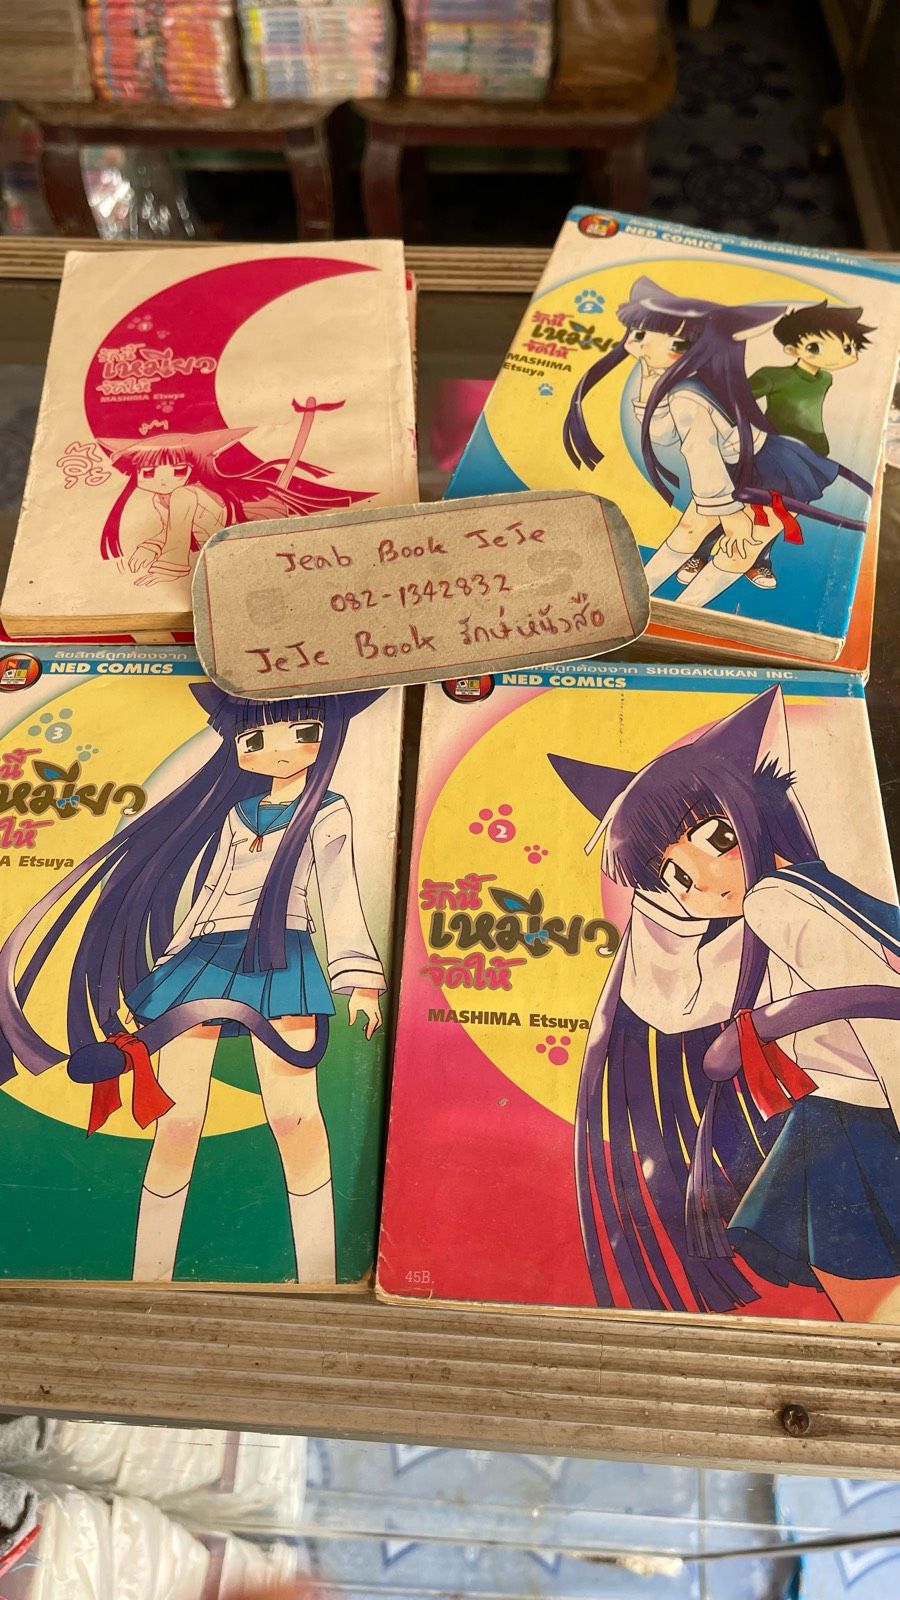 1
รักนี้
เหมียว
จัดให้
MASHIMA Etsuya
ลิขสิทธิ์ถูกต้องจาก SHOGAKUKAN INC.
NED COMICS
5
รักนี้
เหมียว
จัดให้
MASHIMA
Etsuya
Jeab Book JeJe
082-1342832
JeJe Book รักษ์หนังสือ
ลิขสิทธิ์ถูกต้องจาก
NED COMICS
3
นี้
หมียว
ให้
A Etsuya
ลิขสิทธิ์ถูกต้องจาก SHOGAKUKAN INC.
NED COMICS
2
รักนี้
เหมียว
จัดให้
MASHIMA Etsuya
45B.